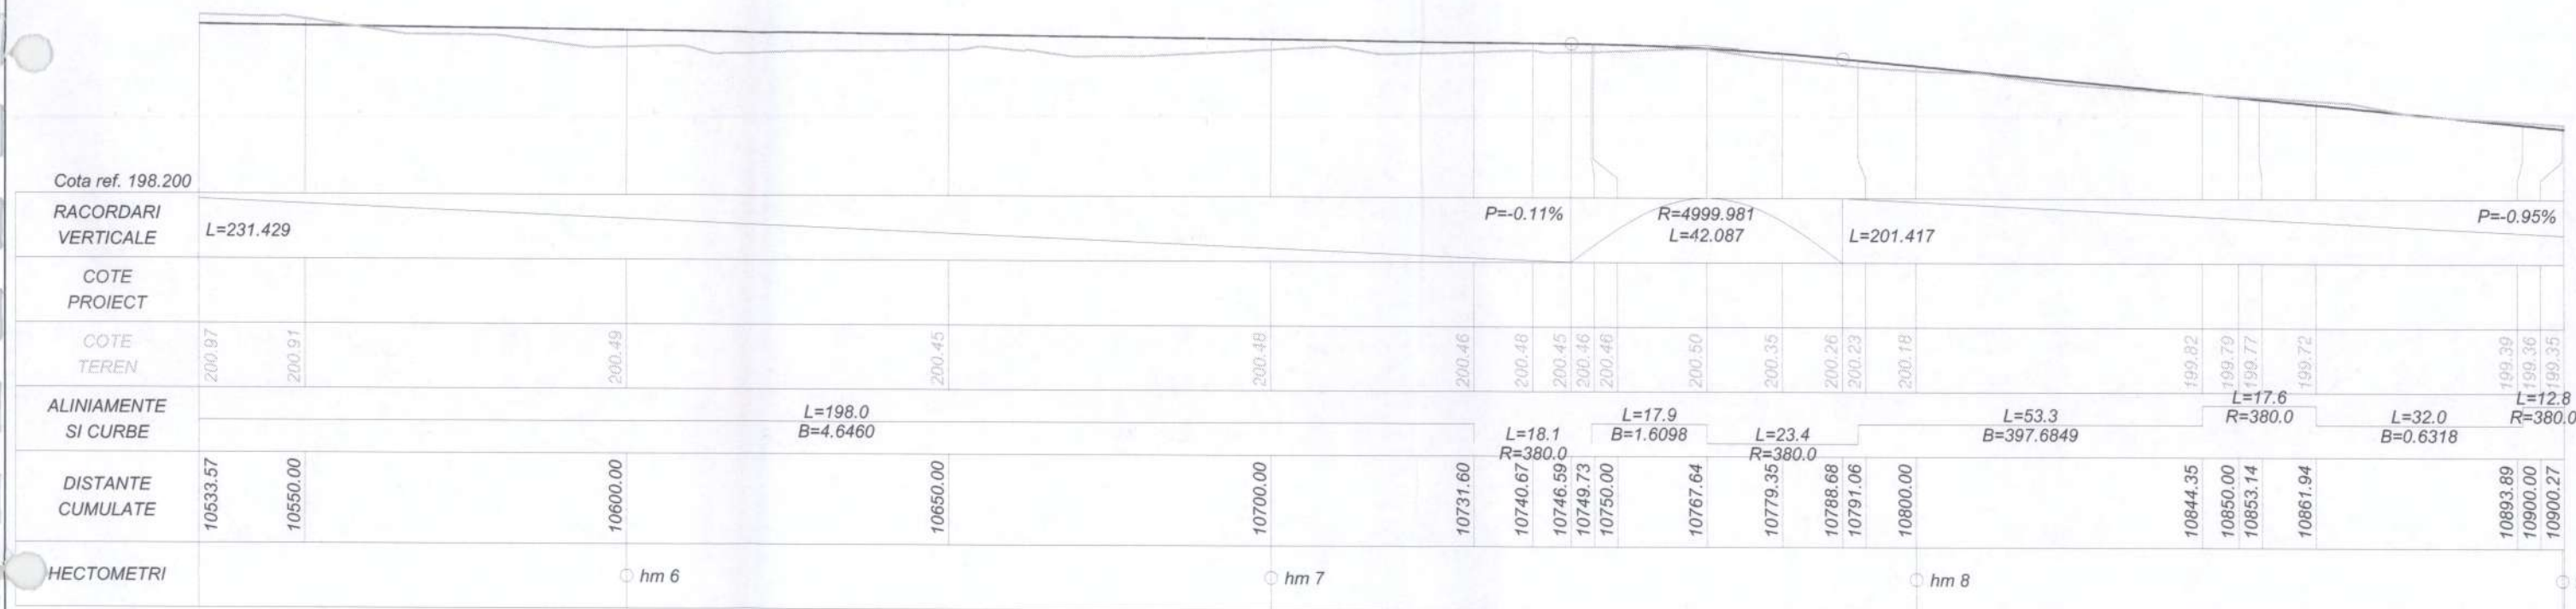 Cota ref. 198.200
RACORDARI
VERTICALE
L=231.429
P=-0.11%
R=4999.981
L=42.087
L=201.417
P=-0.95%
COTE
PROIECT
COTE
TEREN
200.97
200.91
200.49
200.45
200.48
200.46
200.48
200.45
200.46
200.46
200.50
200.35
200.26
200.23
200.18
199.82
199.79
199.77
199.72
199.39
199.36
199.35
ALINIAMENTE
SI CURBE
L=198.0
B=4.6460
L=18.1
R=380.0
L=17.9
B=1.6098
L=23.4
R=380.0
L=53.3
B=397.6849
L=17.6
R=380.0
L=32.0
B=0.6318
L=12.8
R=380.0
DISTANTE
CUMULATE
10533.57
10550.00
10600.00
10650.00
10700.00
10731.60
10740.67
10746.59
10749.73
10750.00
10767.64
10779.35
10788.68
10791.06
10800.00
10844.35
10850.00
10853.14
10861.94
10893.89
10900.00
10900.27
HECTOMETRI
hm 6
hm 7
hm 8